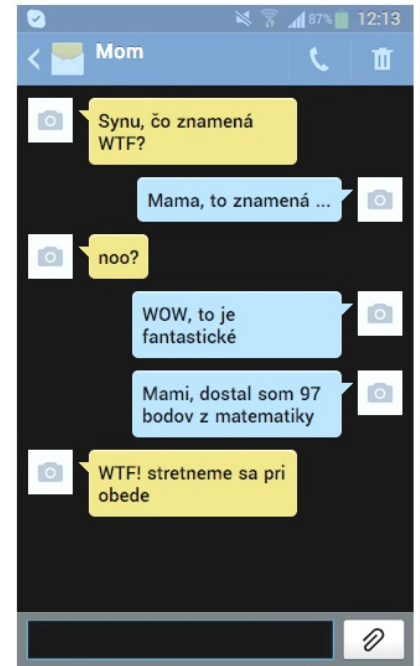 87% 12:13
Mom
Synu, čo znamená
WTF?
Mama, to znamená ...
noo?
WOW, to je
fantastické
Mami, dostal som 97
bodov z matematiky
WTF! stretneme sa pri
obede